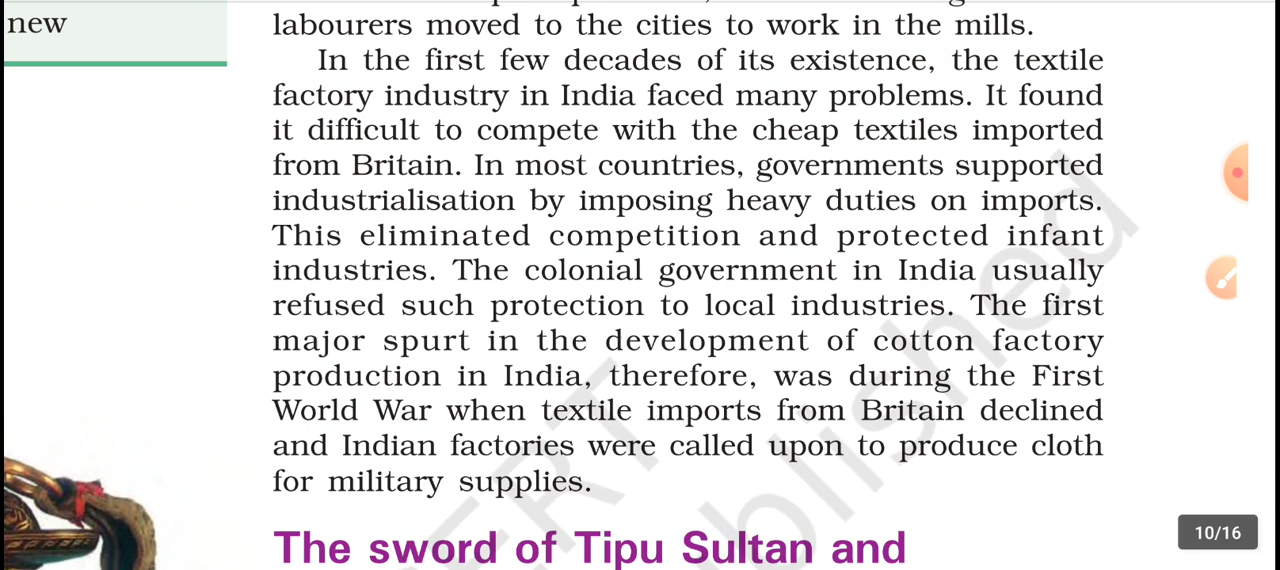 new
labourers moved to the cities to work in the mills.
In the first few decades of its existence, the textile
factory industry in India faced many problems. It found
it difficult to compete with the cheap textiles imported
from Britain. In most countries, governments supported
industrialisation by imposing heavy duties on imports.
This eliminated competition and protected infant
industries. The colonial government in India usually
refused such protection to local industries. The first
major spurt in the development of cotton factory
production in India, therefore, was during the First
World War when textile imports from Britain declined
and Indian factories were called upon to produce cloth
for military supplies.
The sword of Tipu Sultan and
10/16